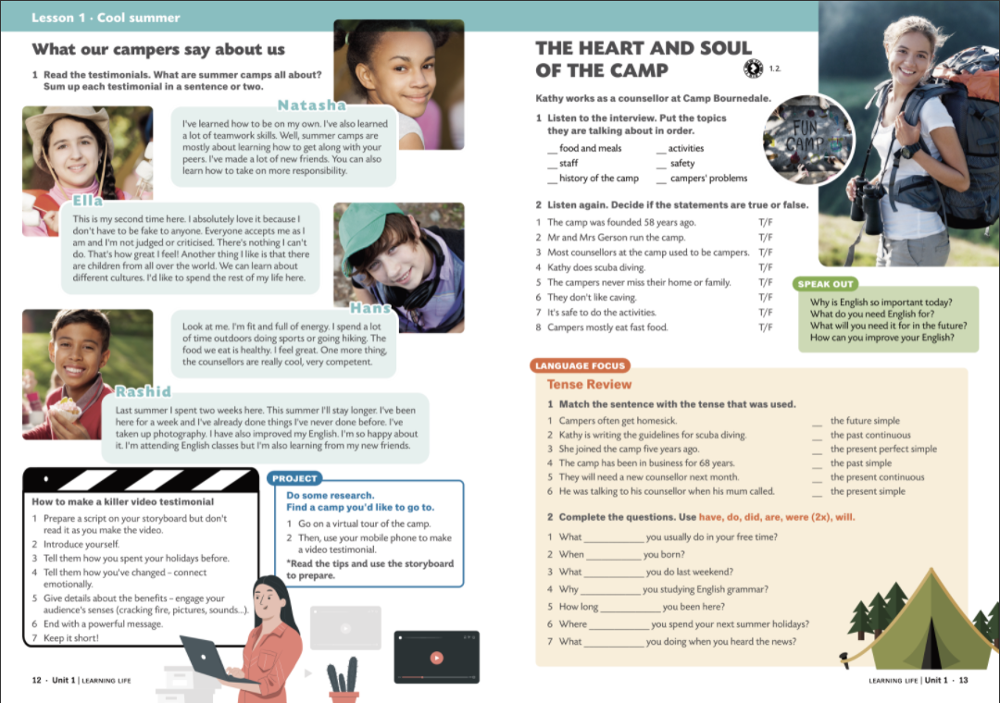 Lesson 1 · Cool summer
What our campers say about us
1 Read the testimonials. What are summer camps all about?
Sum up each testimonial in a sentence or two.
Natasha
I've learned how to be on my own. I've also learned
a lot of teamwork skills. Well, summer camps are
mostly about learning how to get along with your
peers. I've made a lot of new friends. You can also
learn how to take on more responsibility.
Ella
This is my second time here. I absolutely love it because I
don't have to be fake to anyone. Everyone accepts me as I
am and I'm not judged or criticised. There's nothing I can't
do. That's how great I feel! Another thing I like is that there
are children from all over the world. We can learn about
different cultures. I'd like to spend the rest of my life here.
Hans
Look at me. I'm fit and full of energy. I spend a lot
of time outdoors doing sports or going hiking. The
food we eat is healthy. I feel great. One more thing,
the counsellors are really cool, very competent.
Rashid
Last summer I spent two weeks here. This summer I'll stay longer. I've been
here for a week and I've already done things I've never done before. I've
taken up photography. I have also improved my English. I'm so happy about
it. I'm attending English classes but I'm also learning from my new friends.
How to make a killer video testimonial
1 Prepare a script on your storyboard but don't
read it as you make the video.
2 Introduce yourself.
3 Tell them how you spent your holidays before.
4 Tell them how you've changed – connect
emotionally.
5 Give details about the benefits – engage your
audience's senses (cracking fire, pictures, sounds...).
6 End with a powerful message.
7 Keep it short!
PROJECT
Do some research.
Find a camp you'd like to go to.
1 Go on a virtual tour of the camp.
2 Then, use your mobile phone to make
a video testimonial.
*Read the tips and use the storyboard
to prepare.
12 · Unit 1 | LEARNING LIFE
THE HEART AND SOUL
OF THE CAMP
1.2.
Kathy works as a counsellor at Camp Bournedale.
1 Listen to the interview. Put the topics
they are talking about in order.
__ food and meals __ activities
__ staff __ safety
__ history of the camp __ campers' problems
FUN
CAMP
2 Listen again. Decide if the statements are true or false.
1 The camp was founded 58 years ago. T/F
2 Mr and Mrs Gerson run the camp. T/F
3 Most counsellors at the camp used to be campers. T/F
4 Kathy does scuba diving. T/F
5 The campers never miss their home or family. T/F
6 They don't like caving. T/F
7 It's safe to do the activities. T/F
8 Campers mostly eat fast food. T/F
SPEAK OUT
Why is English so important today?
What do you need English for?
What will you need it for in the future?
How can you improve your English?
LANGUAGE FOCUS
Tense Review
1 Match the sentence with the tense that was used.
1 Campers often get homesick. __ the future simple
2 Kathy is writing the guidelines for scuba diving. __ the past continuous
3 She joined the camp five years ago. __ the present perfect simple
4 The camp has been in business for 68 years. __ the past simple
5 They will need a new counsellor next month. __ the present continuous
6 He was talking to his counsellor when his mum called. __ the present simple
2 Complete the questions. Use have, do, did, are, were (2x), will.
1 What ____________ you usually do in your free time?
2 When ____________ you born?
3 What ____________ you do last weekend?
4 Why ____________ you studying English grammar?
5 How long ____________ you been here?
6 Where ____________ you spend your next summer holidays?
7 What ____________ you doing when you heard the news?
LEARNING LIFE | Unit 1 · 13